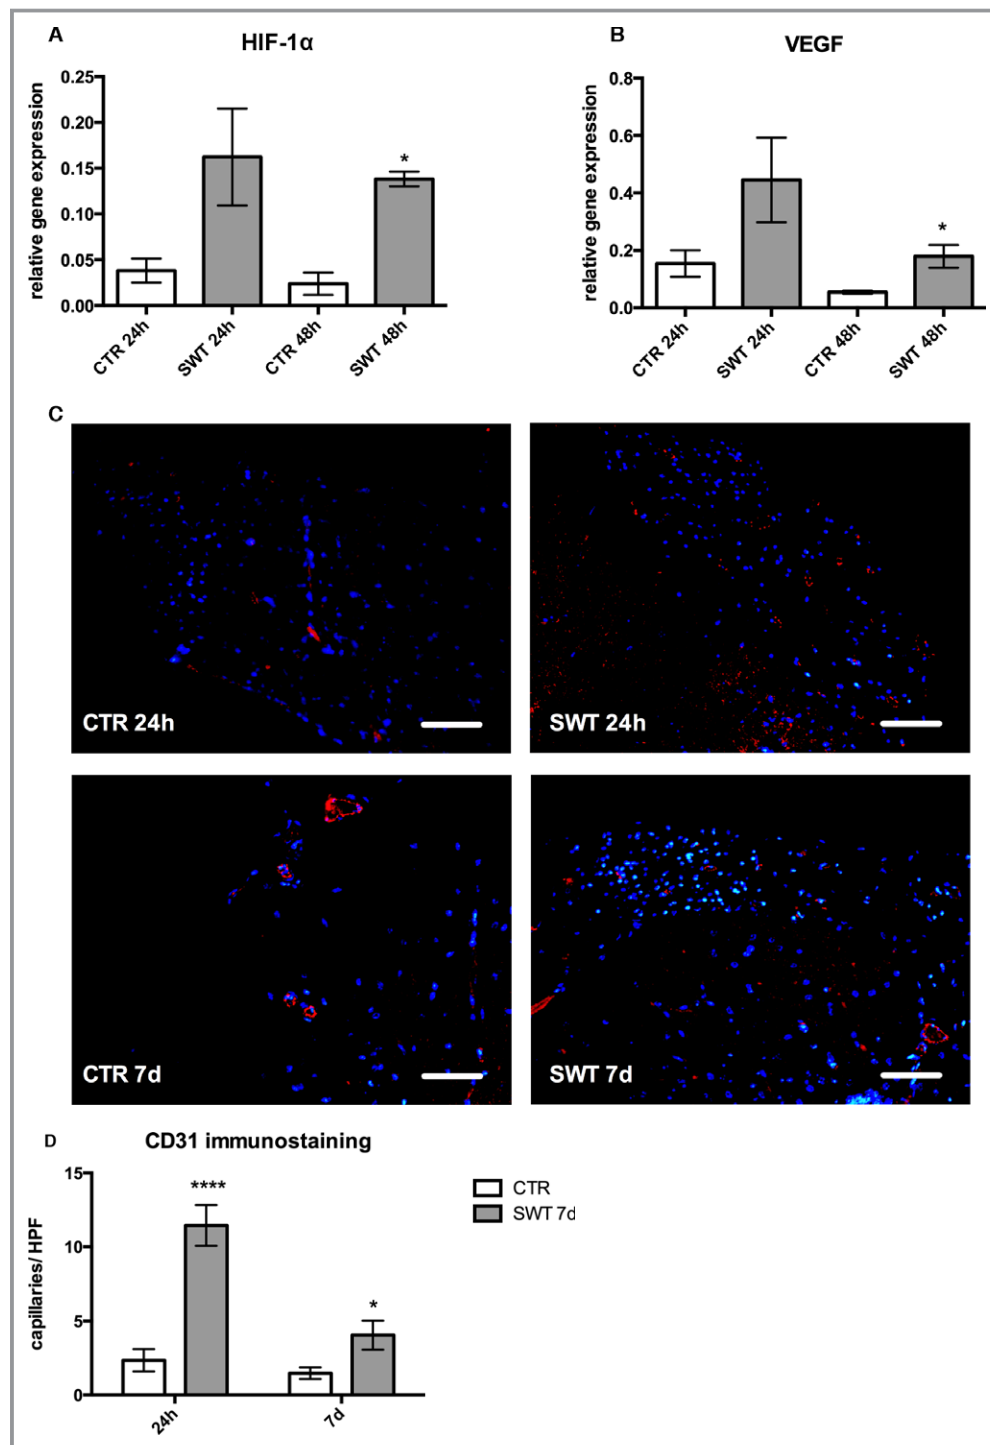 A
HIF-1α
relative gene expression
0.25
0.20
0.15
0.10
0.05
0.00
*
CTR 24h
SWT 24h
CTR 48h
SWT 48h
B
VEGF
relative gene expression
0.8
0.6
0.4
0.2
0.0
*
CTR 24h
SWT 24h
CTR 48h
SWT 48h
C
CTR 24h
SWT 24h
CTR 7d
SWT 7d
D
CD31 immunostaining
capillaries/ HPF
15
10
5
0
****
*
24h
7d
CTR
SWT 7d